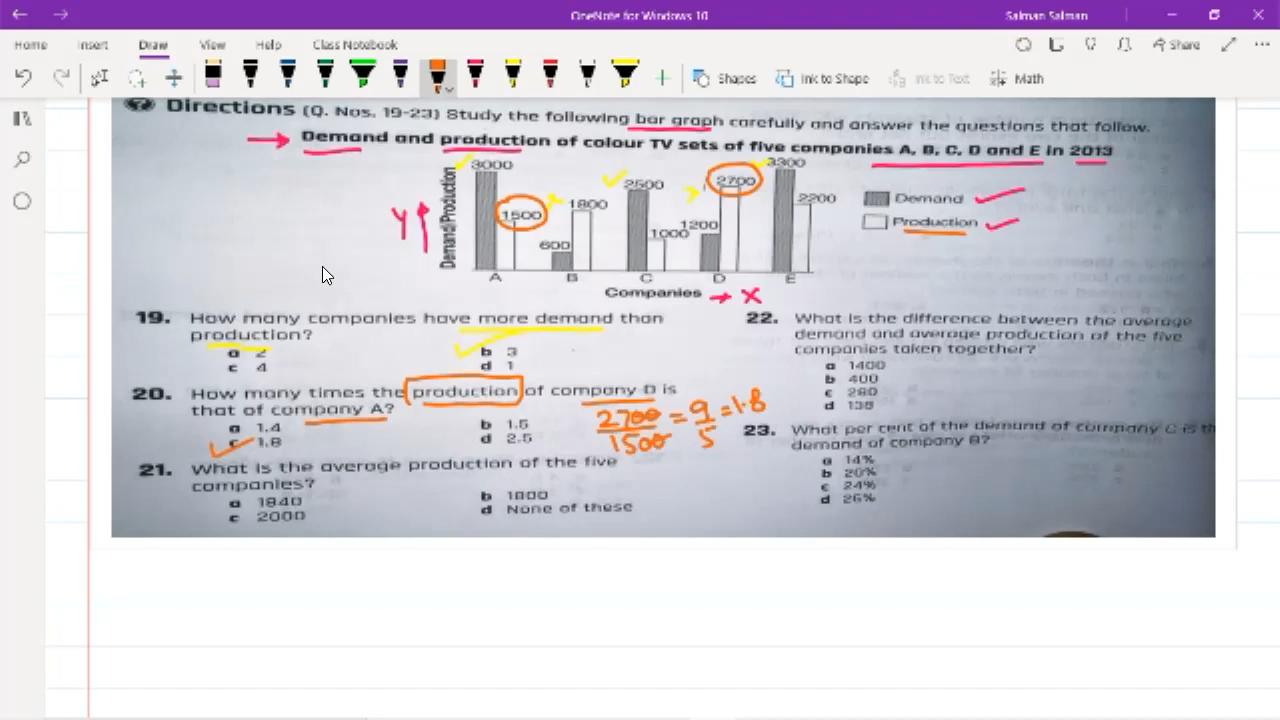 OneNote for Windows 10
Salman Salman
Home Insert Draw View Help Class Notebook
Share
Shapes Ink to Shape Ink to Text Math
Directions (Q. Nos. 19-23) Study the following bar graph carefully and answer the questions that follow.
Demand and production of colour TV sets of five companies A, B, C, D and E in 2013
3000 1500 600 1800 2500 1000 1200 2700 3300 2200
Demand/Production
Y
Demand
Production
A B C D E
Companies → X
19. How many companies have more demand than
production?
a 2 b 3
c 4 d 1
20. How many times the production of company D is
that of company A?
a 1.4 b 1.5
c 1.8 d 2.5
2700/1500 = 9/5 = 1.8
21. What is the average production of the five
companies?
a 1840 b 1800
c 2000 d None of these
22. What is the difference between the average
demand and average production of the five
companies taken together?
a 1400
b 400
c 280
d 138
23. What per cent of the demand of company C is th
demand of company B?
a 14%
b 20%
c 24%
d 26%